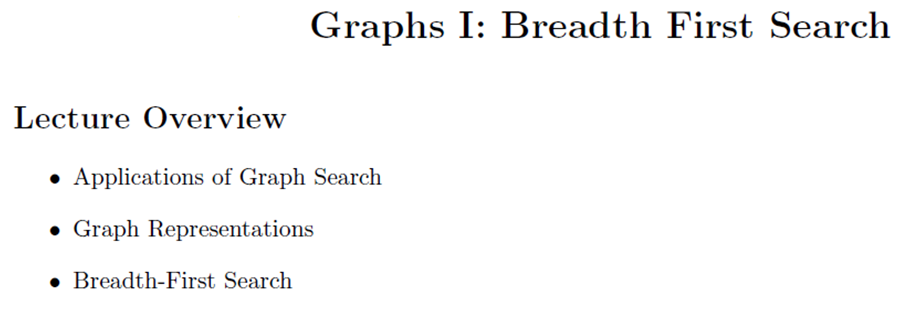 Graphs I: Breadth First Search
Lecture Overview
• Applications of Graph Search
• Graph Representations
• Breadth-First Search